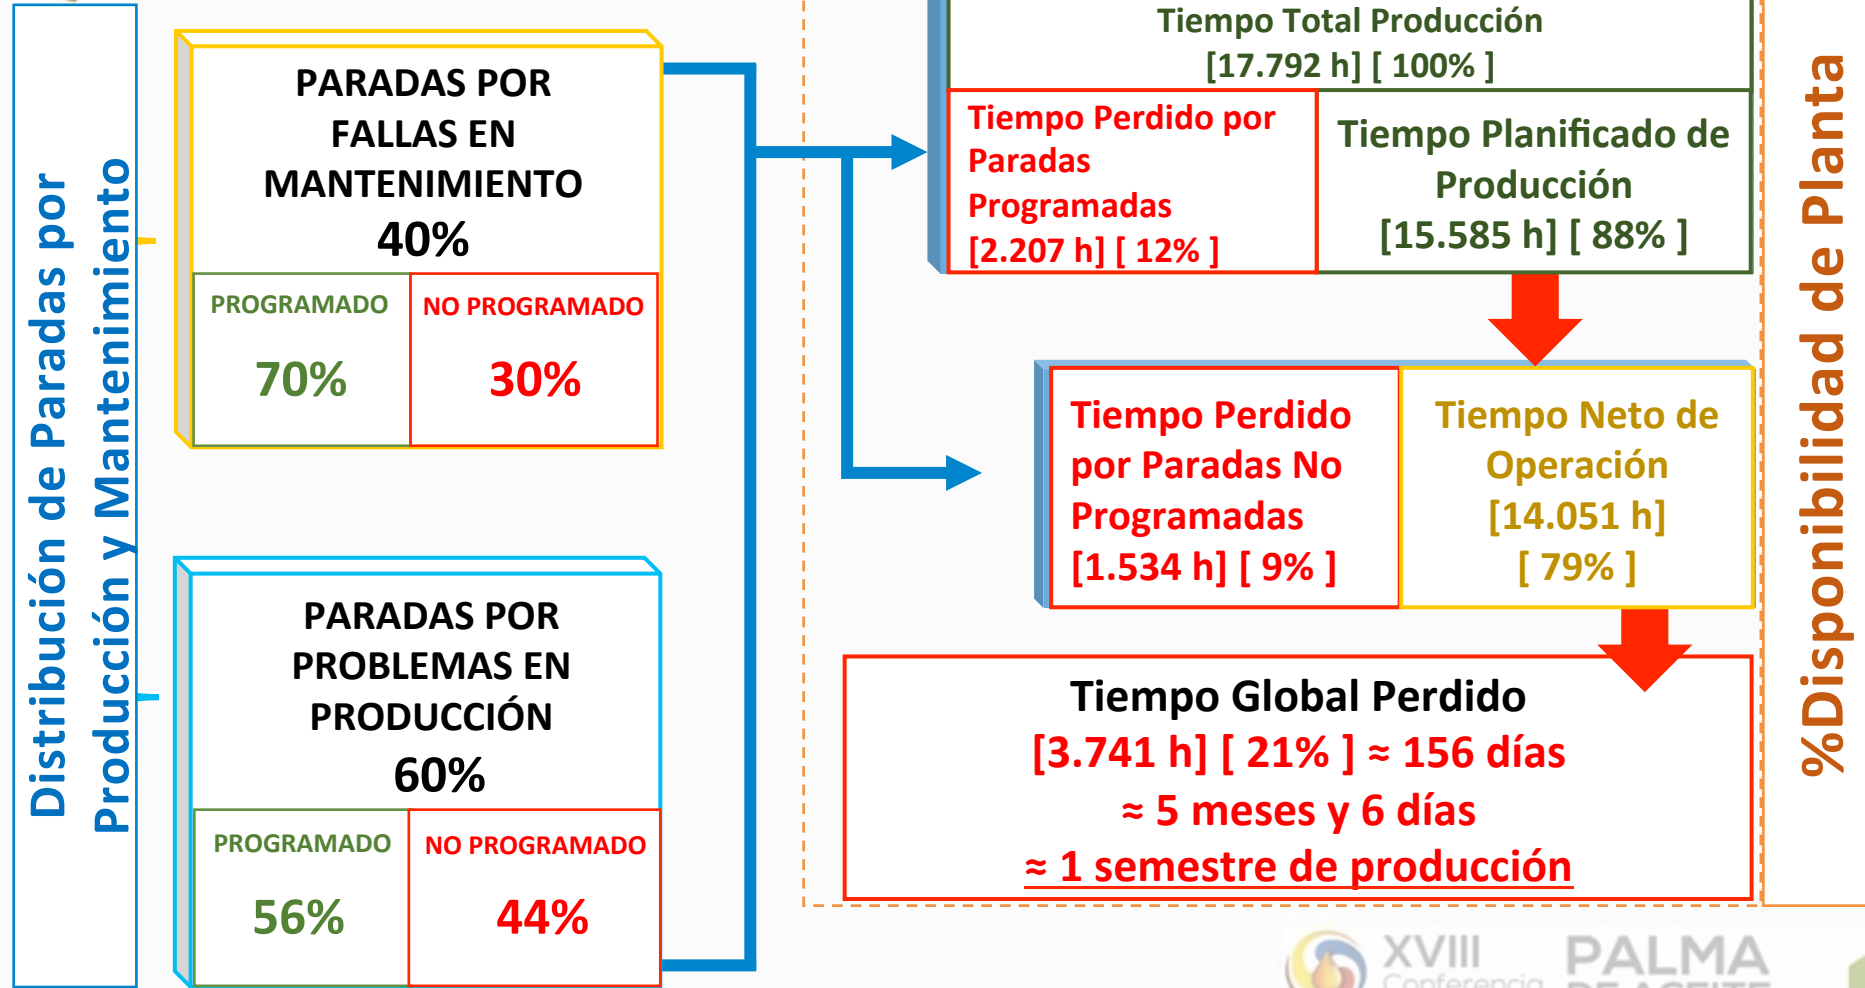 Distribución de Paradas por
Producción y Mantenimiento
PARADAS POR
FALLAS EN
MANTENIMIENTO
40%
PROGRAMADO
NO PROGRAMADO
70%
30%
PARADAS POR
PROBLEMAS EN
PRODUCCIÓN
60%
PROGRAMADO
NO PROGRAMADO
56%
44%
Tiempo Total Producción
[17.792 h] [ 100% ]
Tiempo Perdido por
Paradas
Programadas
[2.207 h] [ 12% ]
Tiempo Planificado de
Producción
[15.585 h] [ 88% ]
Tiempo Perdido
por Paradas No
Programadas
[1.534 h] [ 9% ]
Tiempo Neto de
Operación
[14.051 h]
[ 79% ]
Tiempo Global Perdido
[3.741 h] [ 21% ] ≈ 156 días
≈ 5 meses y 6 días
≈ 1 semestre de producción
%Disponibilidad de Planta
XVIII
Conferencia
PALMA
DE ACEITE